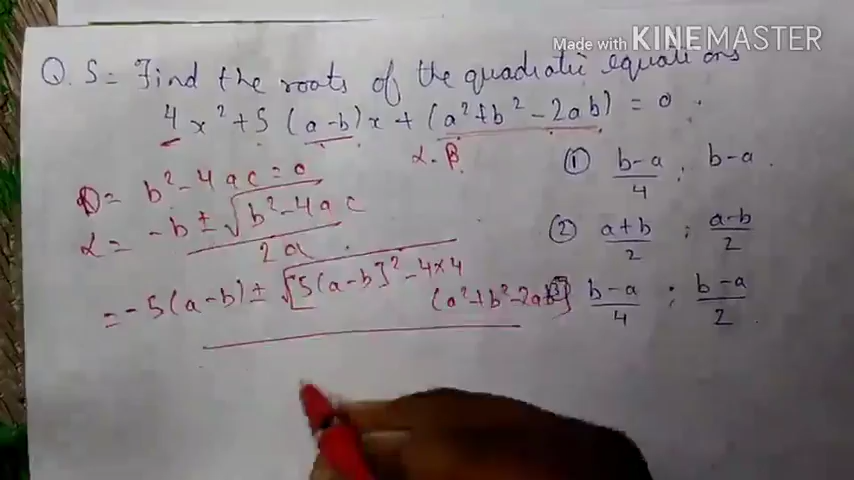 Made with KINEMASTER
Q. 5 = Find the roots of the quadratic equations
4x² + 5 (a-b)x + (a²+b²-2ab) = 0
α. β
D = b²-4ac = 0
α = -b ± √b²-4ac
2a
= -5(a-b) ± √[5(a-b]²-4×4
(a²+b²-2ab)
① b-a/4 ; b-a
② a+b/2 ; a-b/2
③ b-a/4 ; b-a/2